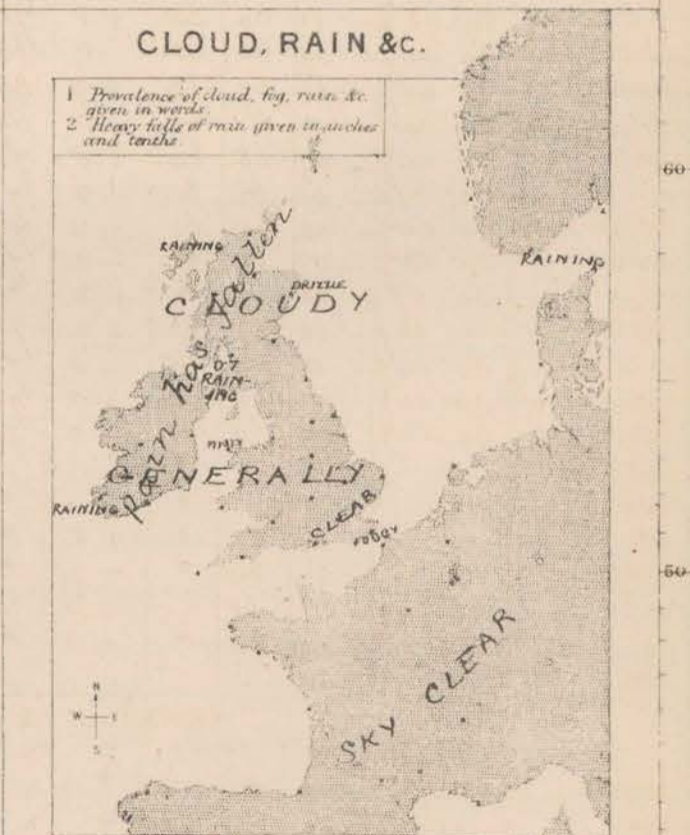 CLOUD, RAIN &c.
1 Prevalence of cloud, fog, rain &c.
given in words.
2 Heavy falls of rain given in inches
and tenths.
60
RAINING
Rain has fallen
RAINING
DRIZZLE
CLOUDY
0·7
RAIN-
ING
MISTY
GENERALLY
RAINING
CLEAR
FOGGY
50
SKY CLEAR
N
W E
S